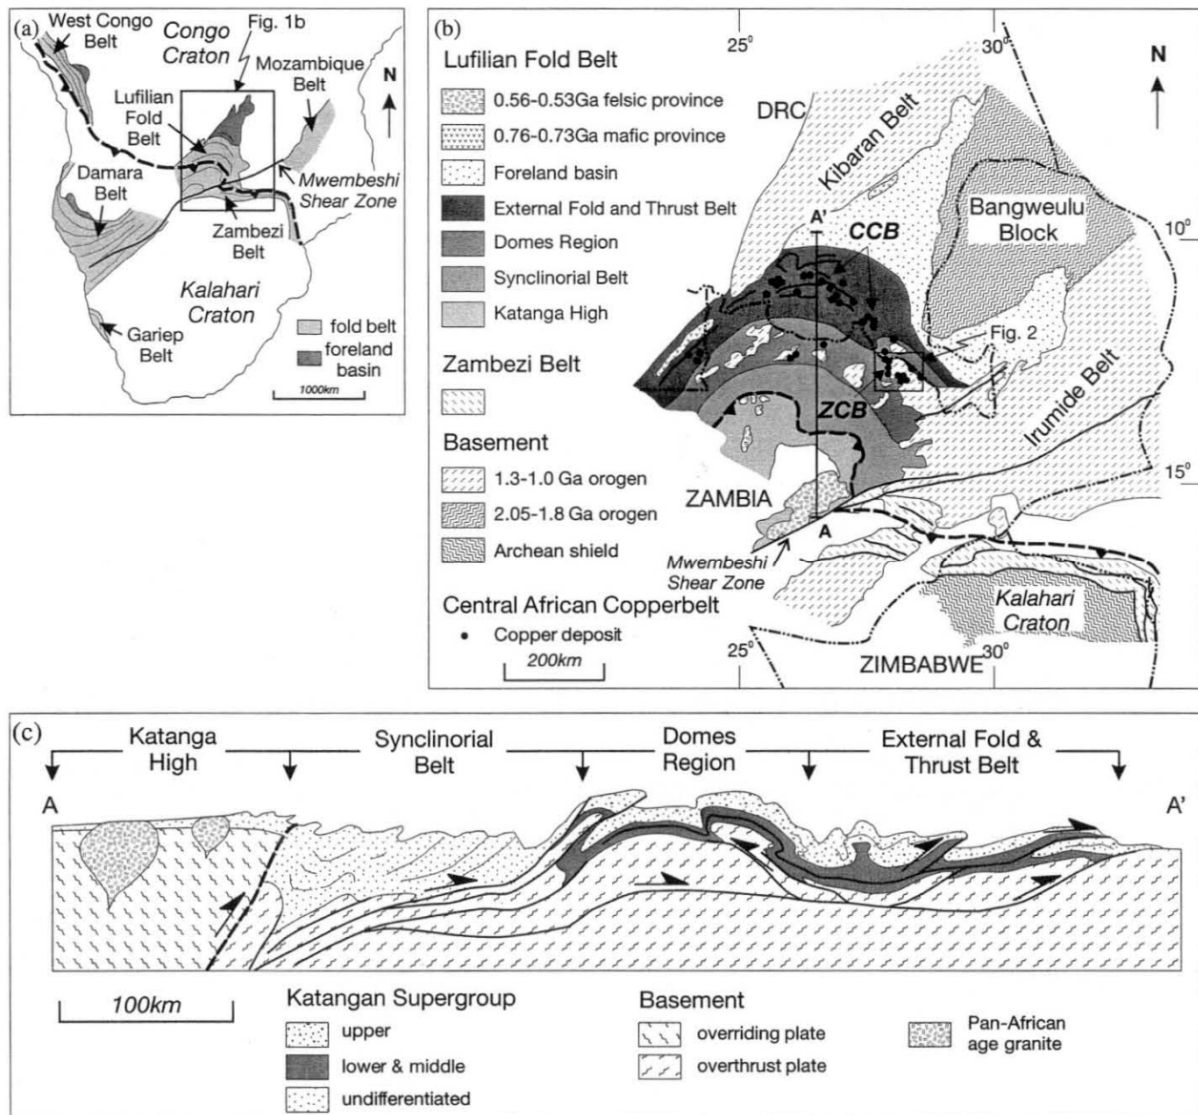 (a)
West Congo
Belt
Congo
Craton
Fig. 1b
Mozambique
Belt
N
Lufilian
Fold
Belt
Damara
Belt
Mwembeshi
Shear Zone
Zambezi
Belt
Kalahari
Craton
Gariep
Belt
fold belt
foreland
basin
1000km
(b)
25⁰
30⁰
N
Lufilian Fold Belt
0.56-0.53Ga felsic province
0.76-0.73Ga mafic province
Foreland basin
External Fold and Thrust Belt
Domes Region
Synclinorial Belt
Katanga High
Zambezi Belt
Basement
1.3-1.0 Ga orogen
2.05-1.8 Ga orogen
Archean shield
Central African Copperbelt
Copper deposit
200km
DRC
Kibaran Belt
A'
CCB
Bangweulu
Block
10⁰
Fig. 2
ZCB
Irumide Belt
ZAMBIA
15⁰
A
Mwembeshi
Shear Zone
Kalahari
Craton
25⁰
30⁰
ZIMBABWE
(c)
Katanga
High
Synclinorial
Belt
Domes
Region
External Fold &
Thrust Belt
A
A'
100km
Katangan Supergroup
upper
lower & middle
undifferentiated
Basement
overriding plate
overthrust plate
Pan-African
age granite